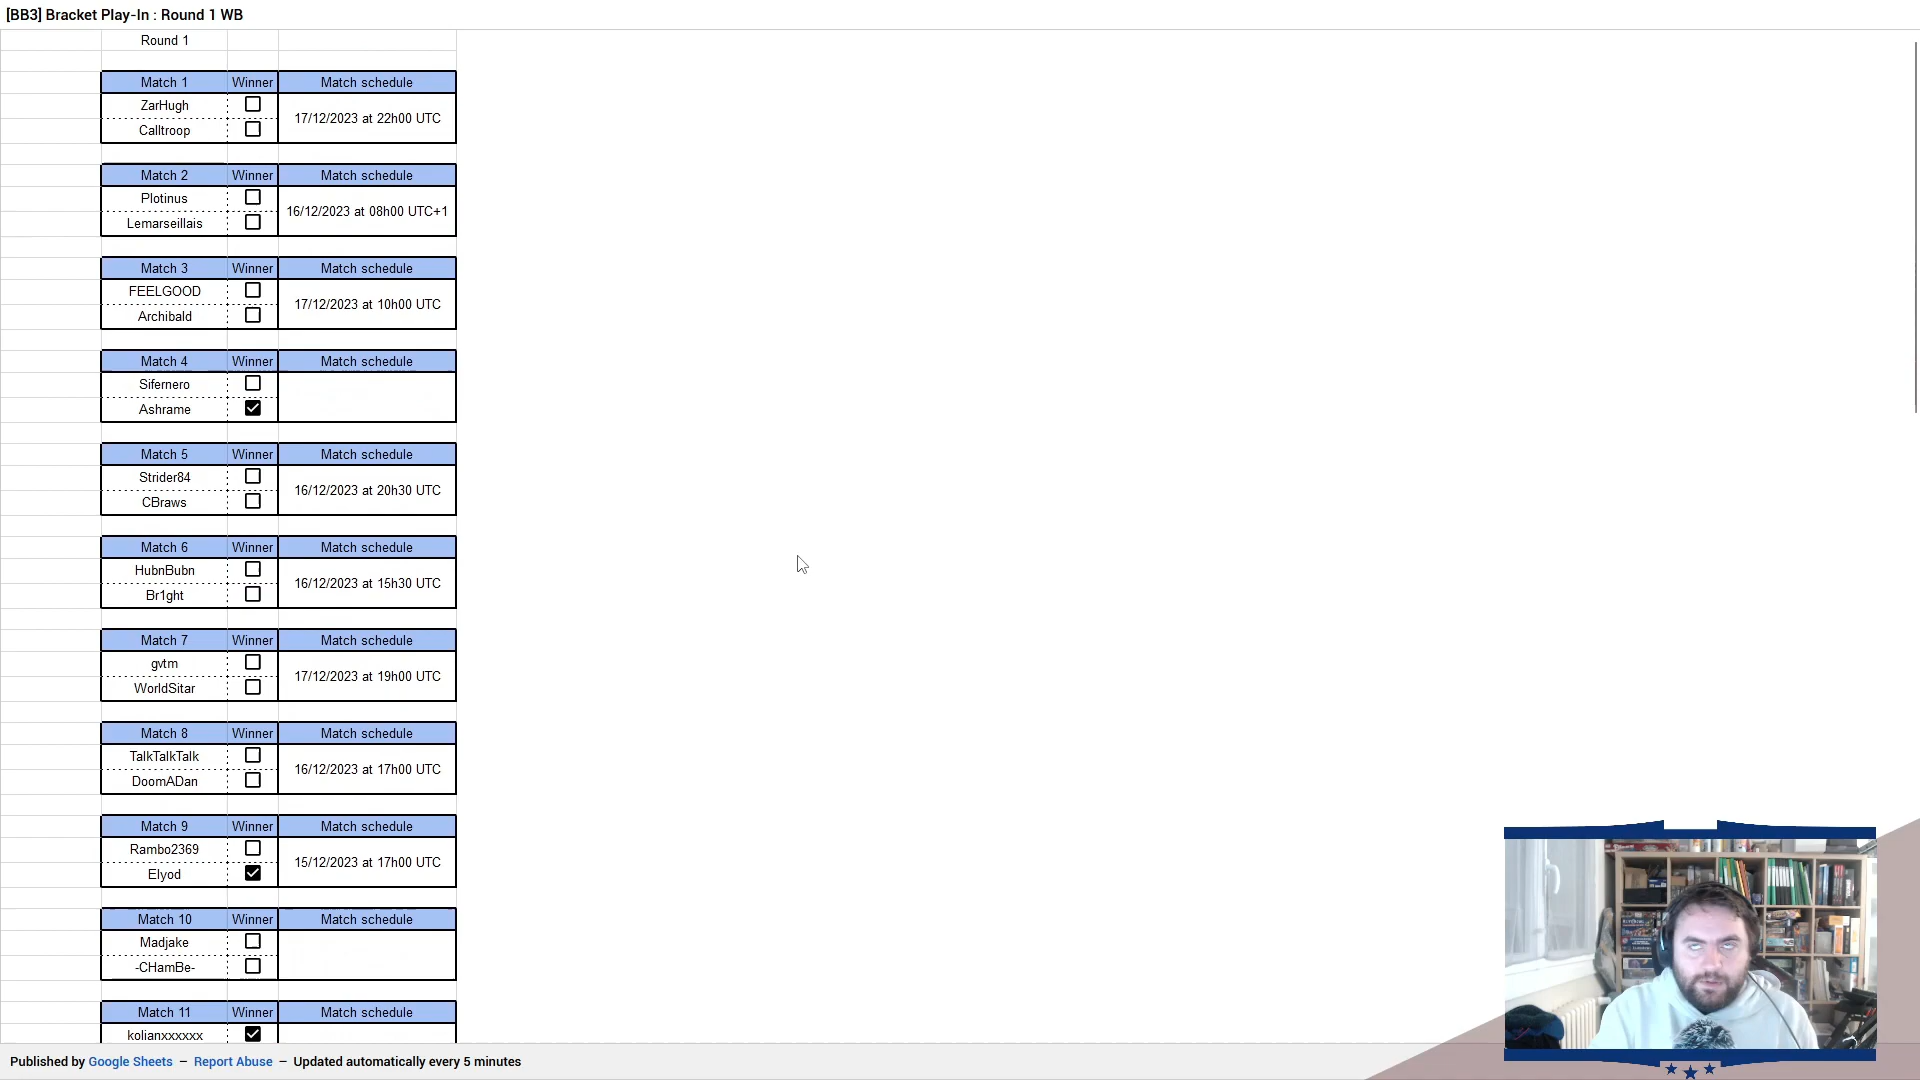 [BB3] Bracket Play-In : Round 1 WB
Round 1
Match 1 Winner Match schedule
ZarHugh
17/12/2023 at 22h00 UTC
Calltroop
Match 2 Winner Match schedule
Plotinus
16/12/2023 at 08h00 UTC+1
Lemarseillais
Match 3 Winner Match schedule
FEELGOOD
17/12/2023 at 10h00 UTC
Archibald
Match 4 Winner Match schedule
Sifernero
Ashrame
Match 5 Winner Match schedule
Strider84
16/12/2023 at 20h30 UTC
CBraws
Match 6 Winner Match schedule
HubnBubn
16/12/2023 at 15h30 UTC
Br1ght
Match 7 Winner Match schedule
gvtm
17/12/2023 at 19h00 UTC
WorldSitar
Match 8 Winner Match schedule
TalkTalkTalk
16/12/2023 at 17h00 UTC
DoomADan
Match 9 Winner Match schedule
Rambo2369
15/12/2023 at 17h00 UTC
Elyod
Match 10 Winner Match schedule
Madjake
-CHamBe-
Match 11 Winner Match schedule
kolianxxxxxx
Published by Google Sheets – Report Abuse – Updated automatically every 5 minutes